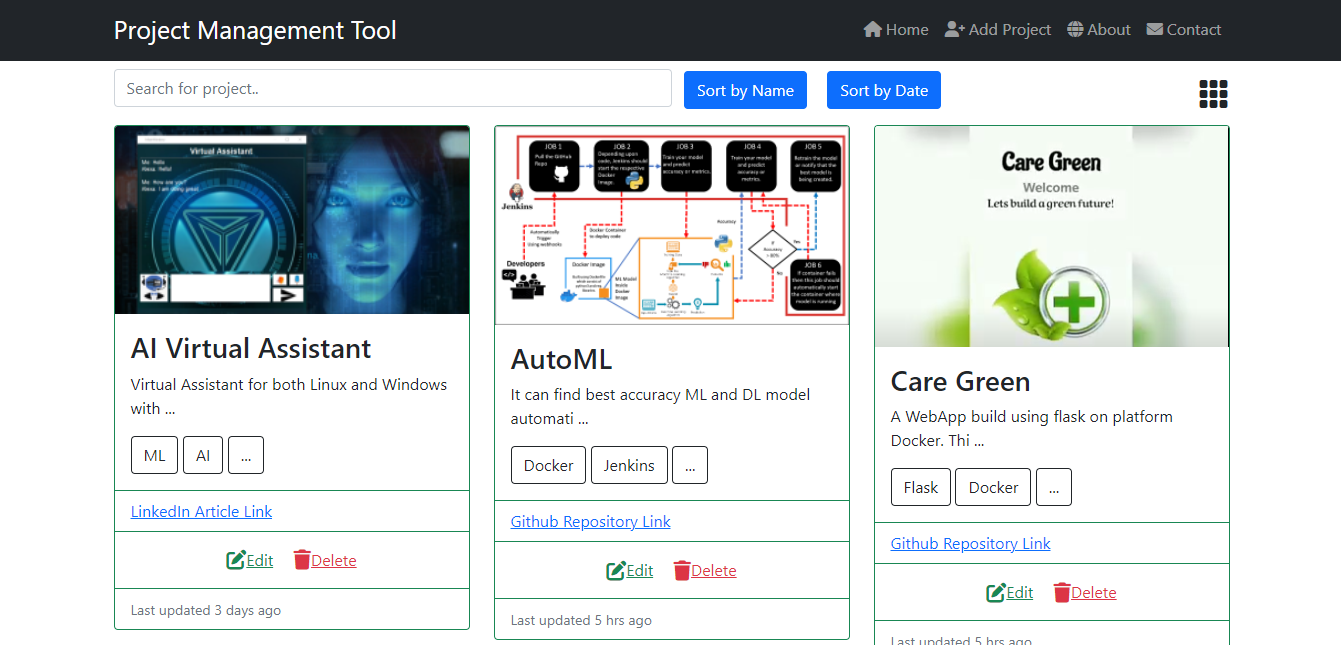 Project Management Tool
Home
Add Project
About
Contact
Search for project..
Sort by Name
Sort by Date
Virtual Assistant
Me: Hello
Alexa: Hello!
JOB 1
Pull the Github
Repo
JOB 2
Depending upon
code, Jenkins should
start the respective
Docker
Image.
JOB 3
Train your model
and predict
accuracy or metrics.
JOB 4
Train your model
and predict
accuracy or
metrics.
JOB 5
Retrain the model
or notify that the
best model is
being created.
Jenkins
Automatically
Trigger
Using webhooks
Docker Container
to deploy code
Accuracy
If
Accuracy
> 80%
Yes
No
Developers
Docker Image
ML Model
Inside
Docker
Image
JOB 6
If container fails
then this job should
automatically start
the container where
model is running
Care Green
Welcome
Lets build a green future!
AI Virtual Assistant
Virtual Assistant for both Linux and Windows
with ...
ML
AI
...
LinkedIn Article Link
Edit
Delete
Last updated 3 days ago
AutoML
It can find best accuracy ML and DL model
automati ...
Docker
Jenkins
...
Github Repository Link
Edit
Delete
Last updated 5 hrs ago
Care Green
A WebApp build using flask on platform
Docker. Thi ...
Flask
Docker
...
Github Repository Link
Edit
Delete
Last updated 5 hrs ago